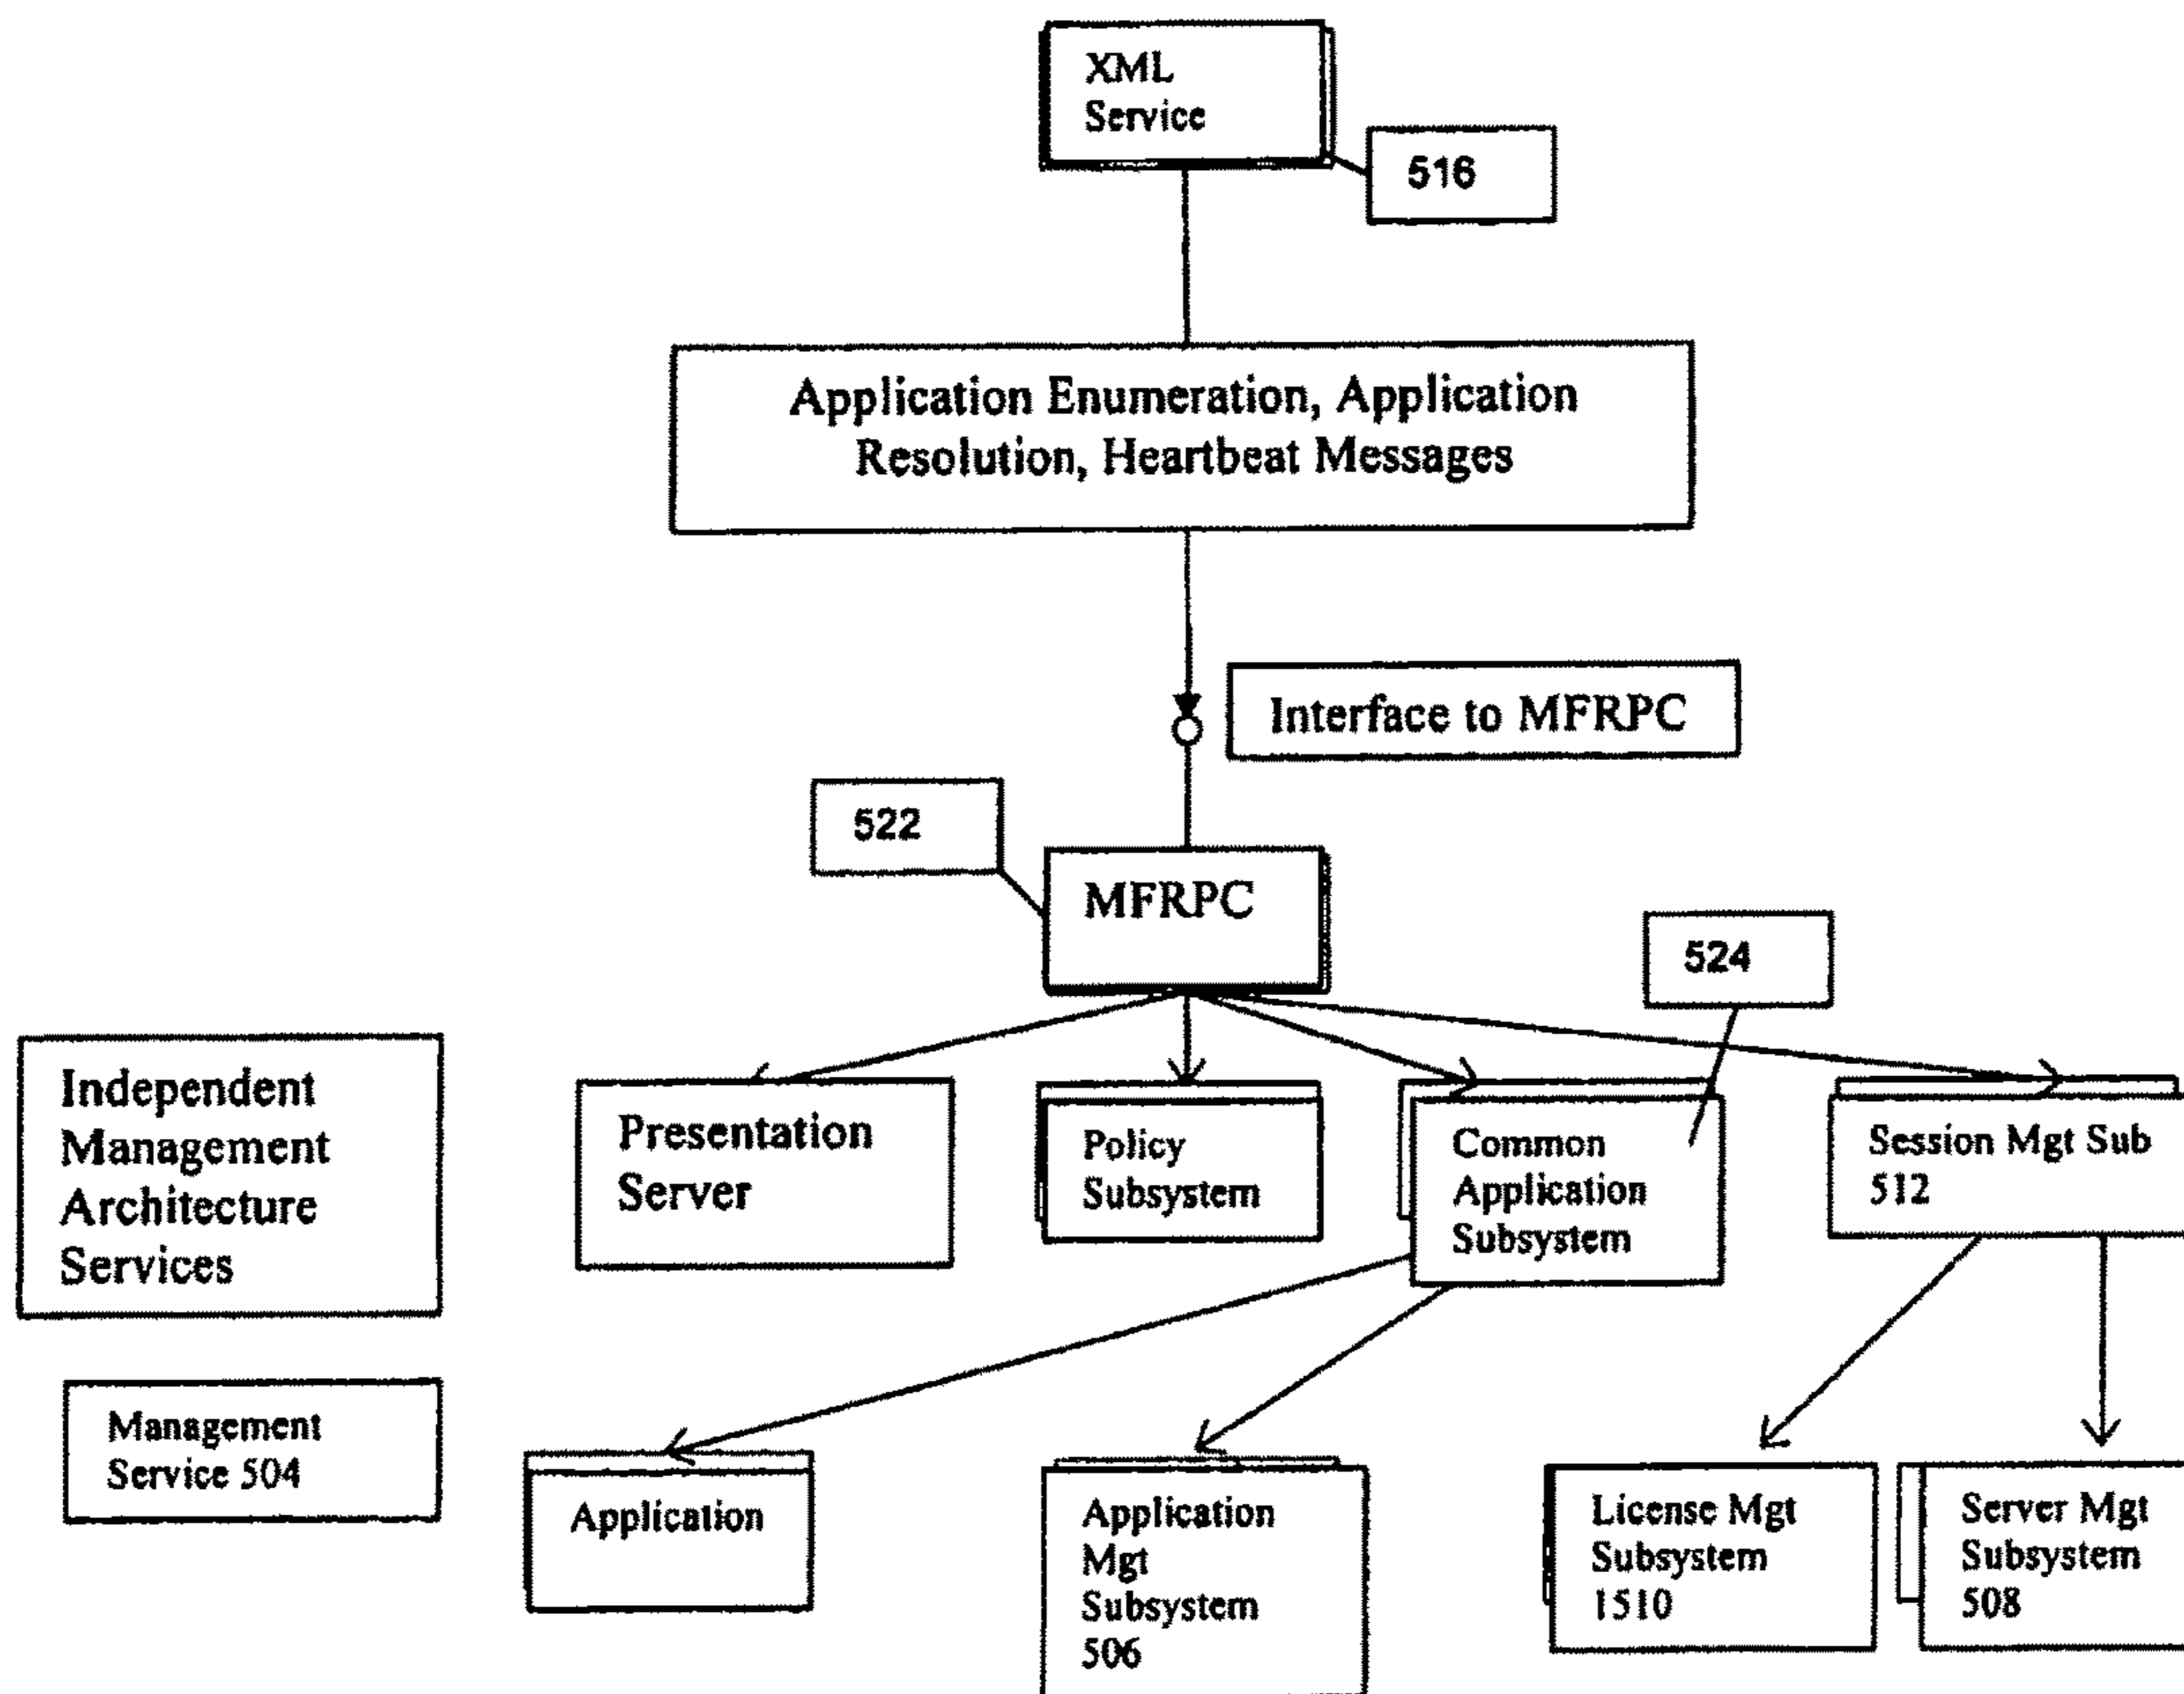 XML
Service
516
Application Enumeration, Application
Resolution, Heartbeat Messages
Interface to MFRPC
522
MFRPC
524
Independent
Management
Architecture
Services
Presentation
Server
Policy
Subsystem
Common
Application
Subsystem
Session Mgt Sub
512
Management
Service 504
Application
Application
Mgt
Subsystem
506
License Mgt
Subsystem
1510
Server Mgt
Subsystem
508